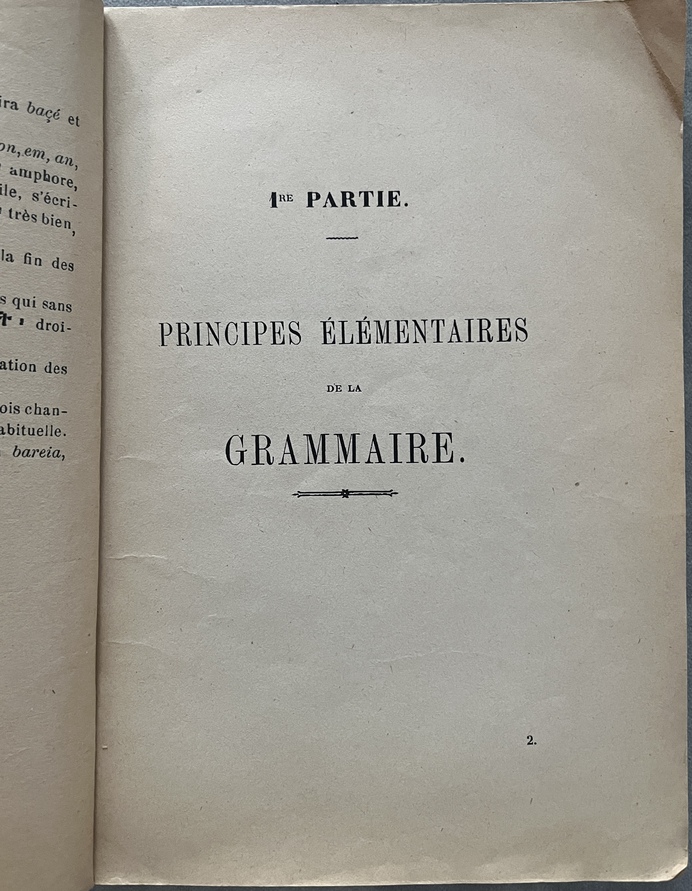 ira baçé et
on, em, an,
amphore,
ile, s'écri-
très bien,
la fin des
s qui sans
droi-
ation des
ois chan-
abituelle.
bareia,
1RE PARTIE.
PRINCIPES ÉLÉMENTAIRES
DE LA
GRAMMAIRE.
2.